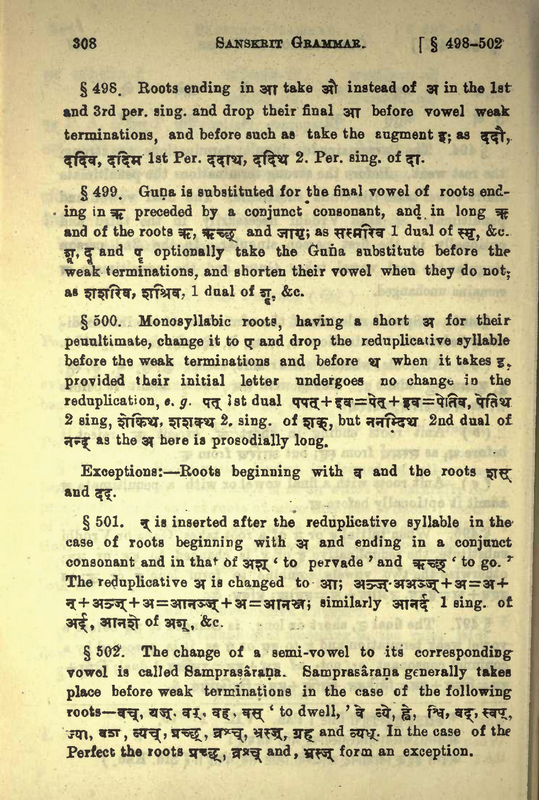 308 SANSKRIT GRAMMAR. [ § 498-502
§ 498. Roots ending in आ take औ instead of अ in the 1st
and 3rd per. sing. and drop their final आ before vowel weak
terminations, and before such as take the augment इ; as ददौ,
ददिव, ददिम 1st Per. ददाथ, ददिथ 2. Per. sing. of दा.
§ 499. Guṇa is substituted for the final vowel of roots end-
ing in ऋ preceded by a conjunct consonant, and in long ॠ
and of the roots ऋ, ऋच्छ् and जागृ; as सस्मरिव 1 dual of स्मृ, &c.
शॄ, दॄ and पॄ optionally take the Guṇa substitute before the
weak terminations, and shorten their vowel when they do not;
as शशरिव, शश्रिव, 1 dual of शॄ, &c.
§ 500. Monosyllabic roots, having a short अ for their
penultimate, change it to ए and drop the reduplicative syllable
before the weak terminations and before थ when it takes इ,
provided their initial letter undergoes no change in the
reduplication, e. g. पत् 1st dual पपत्+इव=पेत्+इव=पेतिव, पेतिथ
2 sing, शेकिथ, शशक्थ 2. sing. of शक्, but ननन्दिथ 2nd dual of
नन्द् as the अ here is prosodially long.
Exceptions:—Roots beginning with व and the roots शस्
and दद्.
§ 501. न् is inserted after the reduplicative syllable in the
case of roots beginning with अ and ending in a conjunct
consonant and in that of अश् ‘ to pervade ’ and ऋच्छ् ‘ to go. ’
The reduplicative अ is changed to आ; अञ्ज्-अअञ्ज्+अ=अ+
न्+अञ्ज्+अ=आनञ्ज्+अ=आनञ्ज; similarly आनर्द 1 sing. of
अर्द्, आनशे of अश्, &c.
§ 502. The change of a semi-vowel to its corresponding
vowel is called Samprasâraṇa. Samprasâraṇa generally takes
place before weak terminations in the case of the following
roots—वच्, यज्, वप्, वह्, वस् ‘ to dwell, ’ वे व्ये, ह्वे, श्वि, वद्, स्वप्,
ज्या, वश, व्यच्, प्रच्छ्, व्रश्च्, भ्रस्ज्, ग्रह् and व्यध्. In the case of the
Perfect the roots प्रच्छ्, व्रश्च् and, भ्रस्ज् form an exception.